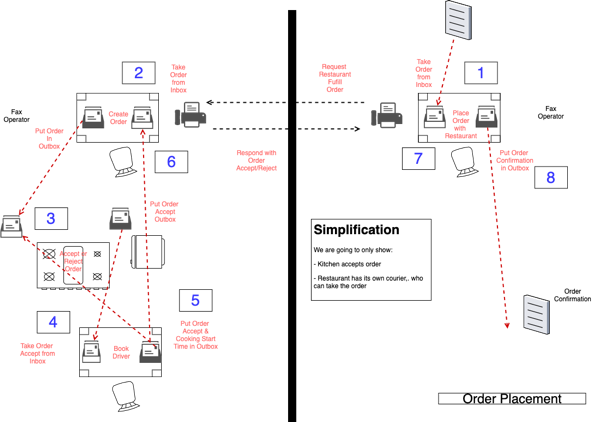 2
Take
Order
from
Inbox
Request
Restaurant
Fufill
Order
Take
Order
from
Inbox
1
Fax
Operator
Create
Order
Place
Order
with
Restaurant
Fax
Operator
Put Order
In
Outbox
6
Respond with
Order
Accept/Reject
7
Put Order
Confirmation
in Outbox
8
3
Put Order
Accept
Outbox
Accept or
Reject
Order
Simplification
We are going to only show:
- Kitchen accepts order
- Restaurant has its own courier,. who
can take the order
4
5
Order
Confirmation
Take Order
Accept from
Inbox
Book
Driver
Put Order
Accept &
Cooking Start
Time in Outbox
Order Placement